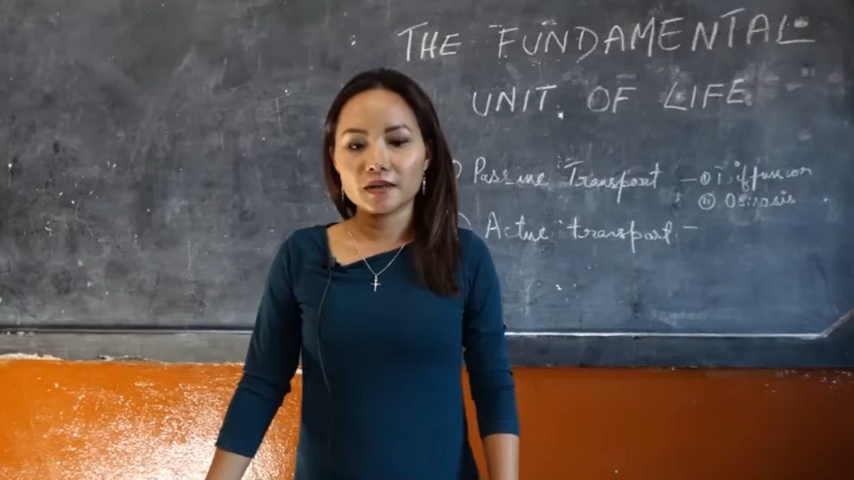 THE FUNDAMENTAL
UNIT OF LIFE
Passive Transport — (i) Diffusion
(ii) Osmosis
Active transport —